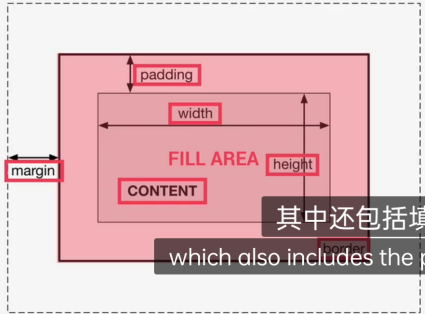 padding
width
FILL AREA
height
margin
CONTENT
其中还包括填
border
which also includes the p